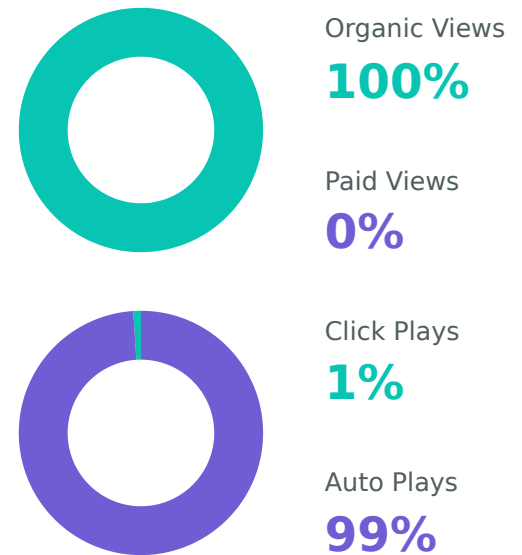 Organic Views
100%
Paid Views
0%
Click Plays
1%
Auto Plays
99%